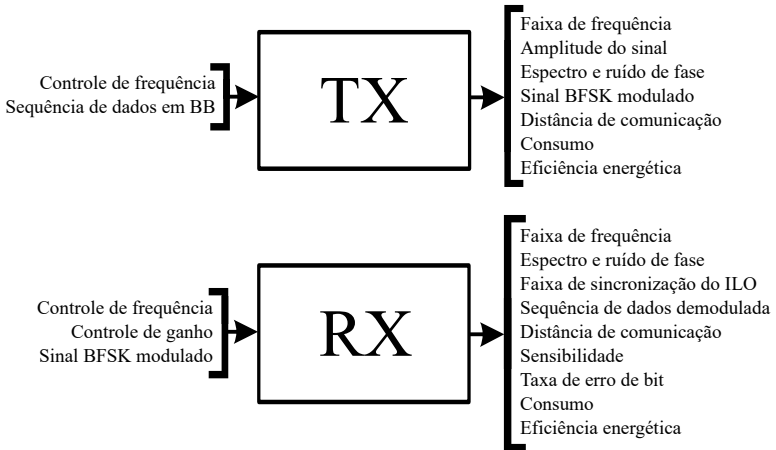 Controle de frequência
Sequência de dados em BB
TX
Faixa de frequência
Amplitude do sinal
Espectro e ruído de fase
Sinal BFSK modulado
Distância de comunicação
Consumo
Eficiência energética
Controle de frequência
Controle de ganho
Sinal BFSK modulado
RX
Faixa de frequência
Espectro e ruído de fase
Faixa de sincronização do ILO
Sequência de dados demodulada
Distância de comunicação
Sensibilidade
Taxa de erro de bit
Consumo
Eficiência energética